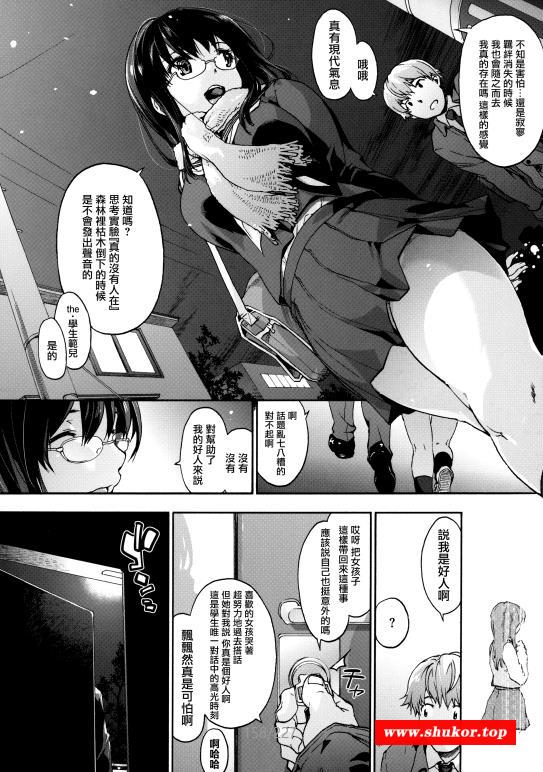 不知是害怕…還是寂寥
羈絆消失的時候
我也會隨之而去
我真的存在嗎 這樣的感覺
哦哦
真有現代氣息
知道嗎？
思考實驗『真的沒有人在』
森林裡枯木倒下的時候
是不會發出聲音的
the・學生範兒
是的
啊
話題亂七八糟的
對不起啊
沒有
沒有
對幫助了
我的好人來說
說我是好人啊
？
哎呀 把女孩子
這樣帶回來這種事
應該說自己也挺意外的嗎
喜歡的女孩哭著
超努力地過去搭話
但她對我說 你真是個好人啊
這是學生唯一對話中的高光時刻
飄飄然真是可怕啊
啊哈哈
www.shukor.top